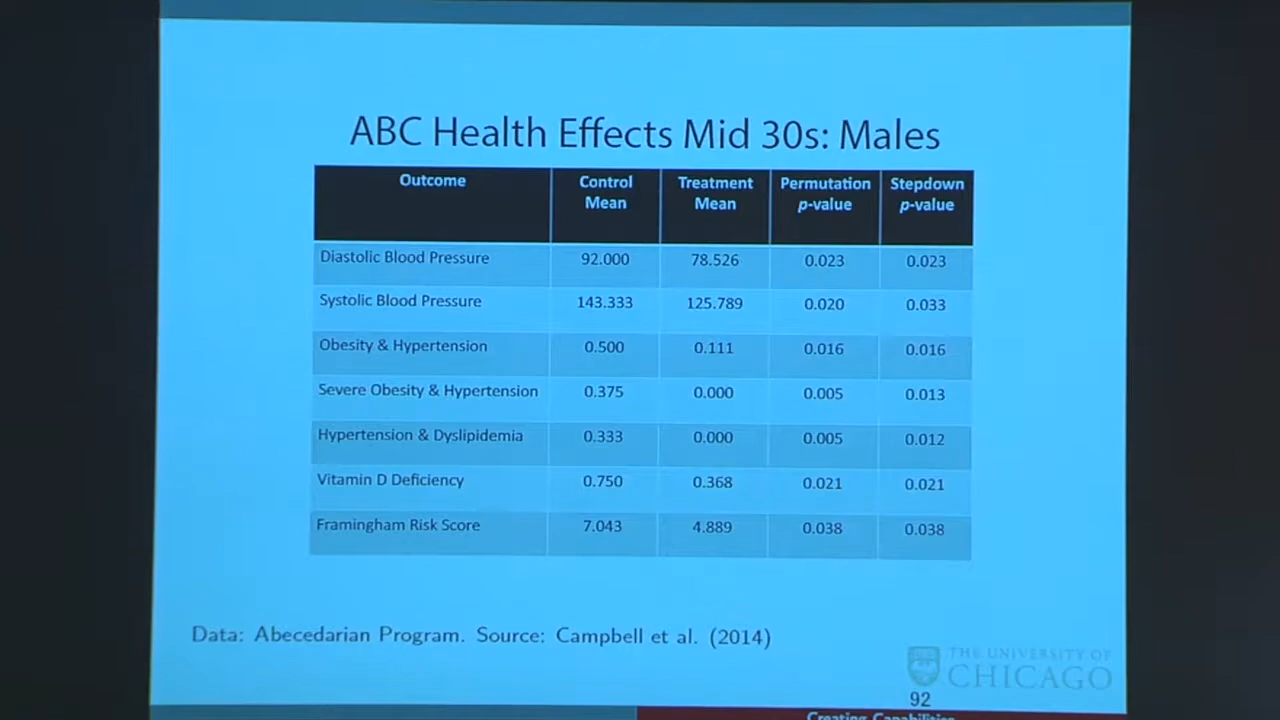 ABC Health Effects Mid 30s: Males
Outcome Control Mean Treatment Mean Permutation p-value Stepdown p-value
Diastolic Blood Pressure 92.000 78.526 0.023 0.023
Systolic Blood Pressure 143.333 125.789 0.020 0.033
Obesity & Hypertension 0.500 0.111 0.016 0.016
Severe Obesity & Hypertension 0.375 0.000 0.005 0.013
Hypertension & Dyslipidemia 0.333 0.000 0.005 0.012
Vitamin D Deficiency 0.750 0.368 0.021 0.021
Framingham Risk Score 7.043 4.889 0.038 0.038
Data: Abecedarian Program. Source: Campbell et al. (2014)
THE UNIVERSITY OF
CHICAGO
92
Creating Capabilities